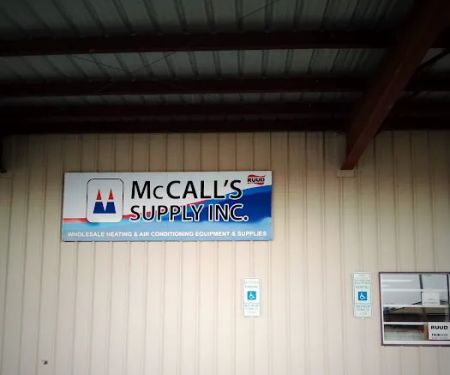 McCALL'S
RUUD
SUPPLY INC.
WHOLESALE HEATING & AIR CONDITIONING EQUIPMENT & SUPPLIES
RUUD